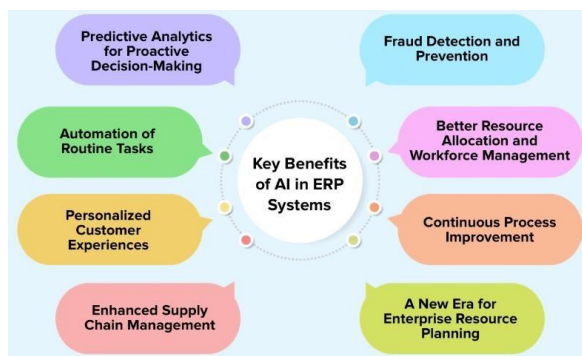 Predictive Analytics
for Proactive
Decision-Making
Fraud Detection and
Prevention
Automation of
Routine Tasks
Better Resource
Allocation and
Workforce Management
Key Benefits
of AI in ERP
Systems
Personalized
Customer
Experiences
Continuous Process
Improvement
Enhanced Supply
Chain Management
A New Era for
Enterprise Resource
Planning